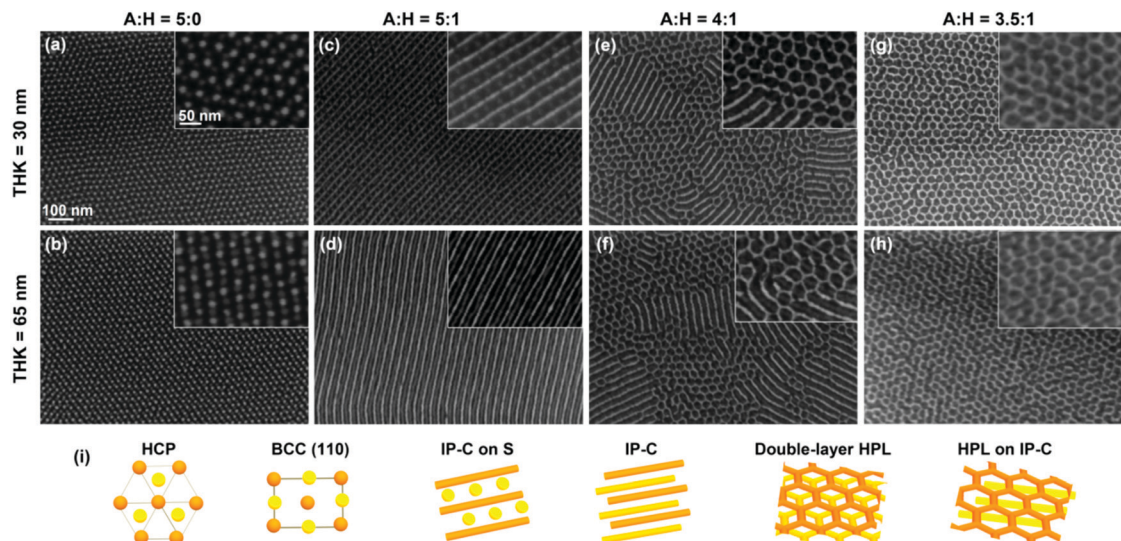 A:H = 5:0 A:H = 5:1 A:H = 4:1 A:H = 3.5:1
THK = 30 nm
(a) (c) (e) (g)
50 nm
100 nm
THK = 65 nm
(b) (d) (f) (h)
(i) HCP BCC (110) IP-C on S IP-C Double-layer HPL HPL on IP-C